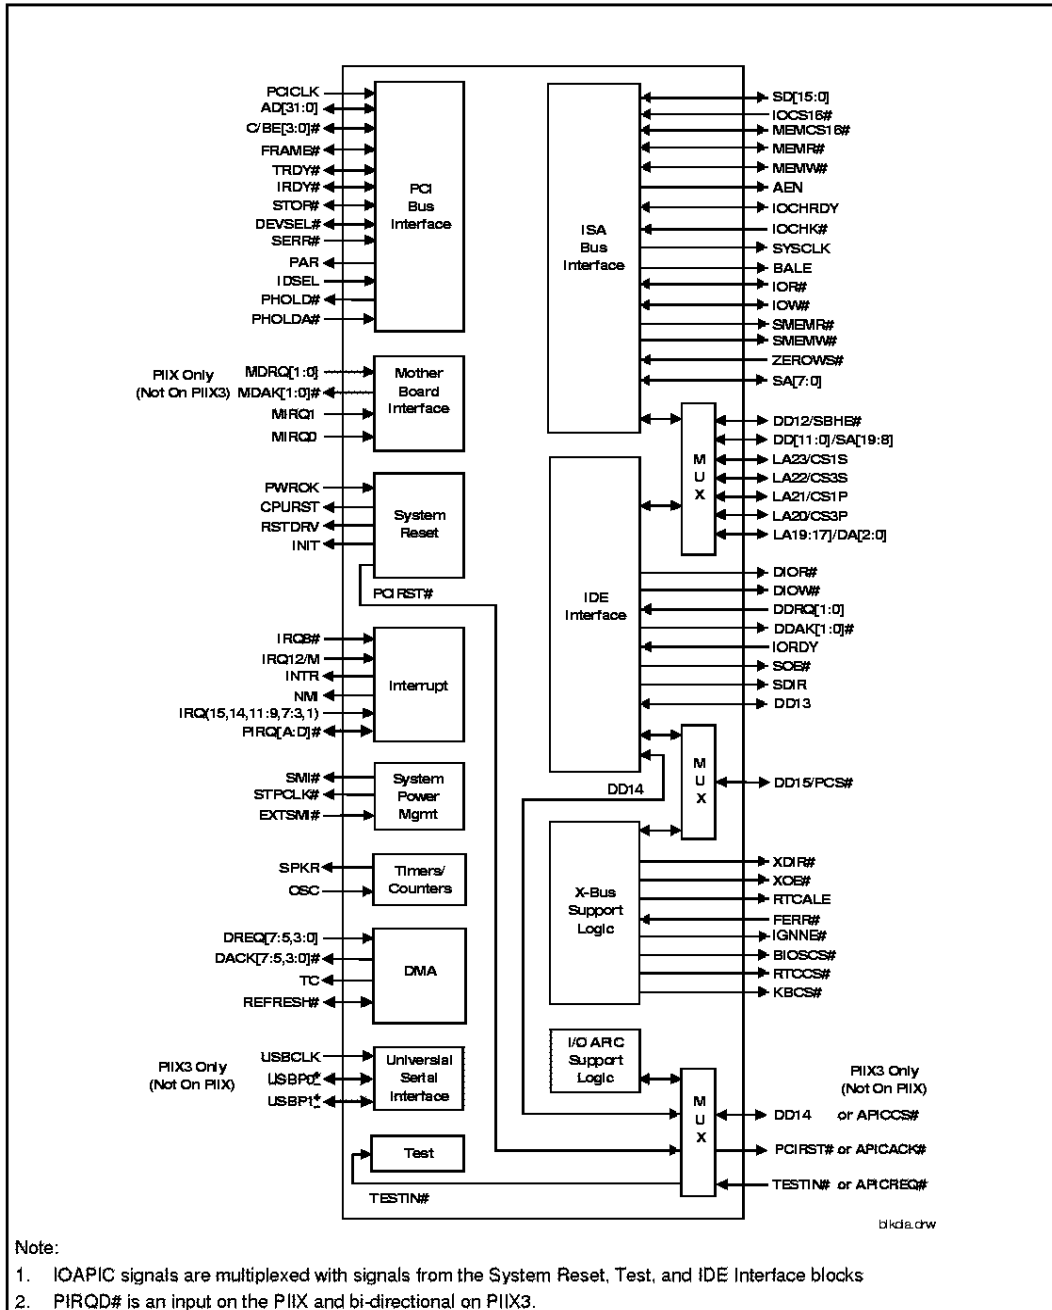 PCICLK
AD[31:0]
C/BE[3:0]#
FRAME#
TRDY#
IRDY#
STOP#
DEVSEL#
SERR#
PAR
IDSEL
PHOLD#
PHOLDA#
PCI
Bus
Interface
PIIX Only
(Not On PIIX3)
MDRQ[1:0]
MDAK[1:0]#
MIRQ1
MIRQ0
Mother
Board
Interface
PWROK
CPURST
RSTDRV
INIT
System
Reset
PCIRST#
IRQ8#
IRQ12/M
INTR
NMI
IRQ(15,14,11:9,7:3,1)
PIRQ[A:D]#
Interrupt
SMI#
STPCLK#
EXTSMI#
System
Power
Mgmt
SPKR
OSC
Timers/
Counters
DREQ[7:5,3:0]
DACK[7:5,3:0]#
TC
REFRESH#
DMA
PIIX3 Only
(Not On PIIX)
USBCLK
USBP0±
USBP1±
Universial
Serial
Interface
Test
TESTIN#
ISA
Bus
Interface
SD[15:0]
IOCS16#
MEMCS16#
MEMR#
MEMW#
AEN
IOCHRDY
IOCHK#
SYSCLK
BALE
IOR#
IOW#
SMEMR#
SMEMW#
ZEROWS#
SA[7:0]
MUX
DD12/SBHE#
DD[11:0]/SA[19:8]
LA23/CS1S
LA22/CS3S
LA21/CS1P
LA20/CS3P
LA19:17]/DA[2:0]
IDE
Interface
DIOR#
DIOW#
DDRQ[1:0]
DDAK[1:0]#
IORDY
SOE#
SDIR
DD13
DD14
MUX
DD15/PCS#
X-Bus
Support
Logic
XDIR#
XOE#
RTCALE
FERR#
IGNNE#
BIOSCS#
RTCCS#
KBCS#
I/O ARC
Support
Logic
MUX
PIIX3 Only
(Not On PIIX)
DD14 or APICCS#
PCIRST# or APICACK#
TESTIN# or APICREQ#
blkdia.drw
Note:
1. IOAPIC signals are multiplexed with signals from the System Reset, Test, and IDE Interface blocks
2. PIRQD# is an input on the PIIX and bi-directional on PIIX3.